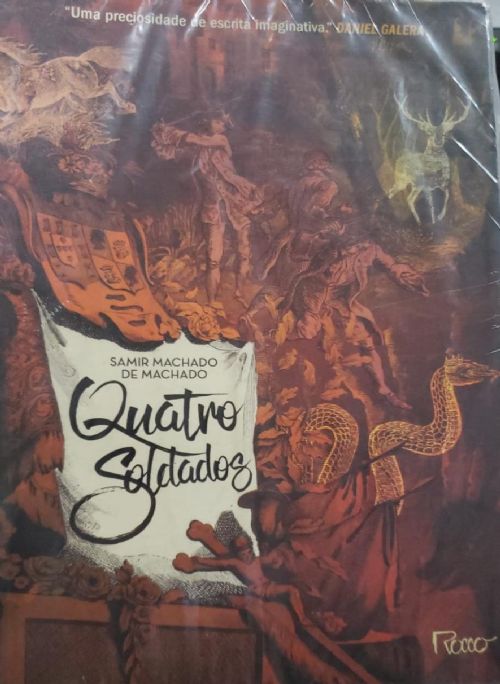 "Uma preciosidade de escrita imaginativa." DANIEL GALERA
SAMIR MACHADO
DE MACHADO
Quatro
Soldados
Rocco